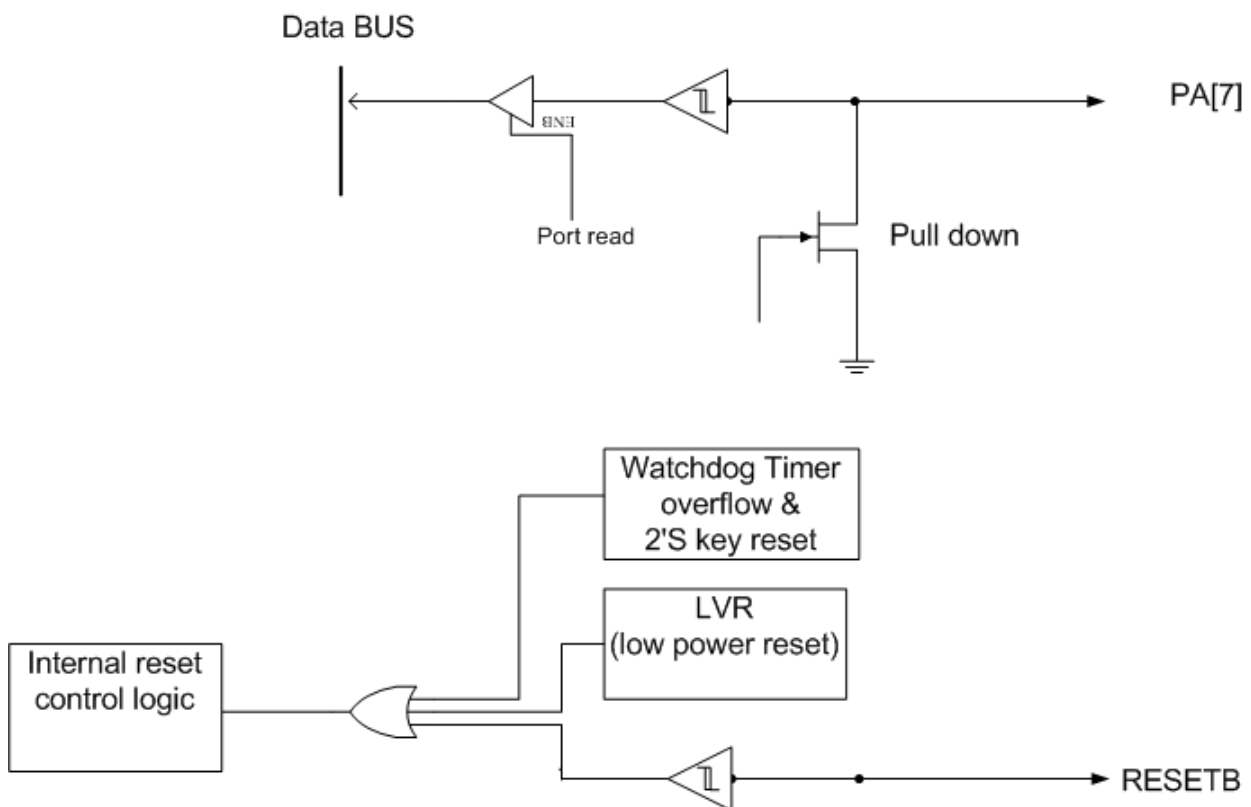 Data BUS
PA[7]
ENB
Port read
Pull down
Watchdog Timer
overflow &
2'S key reset
LVR
(low power reset)
Internal reset
control logic
RESETB